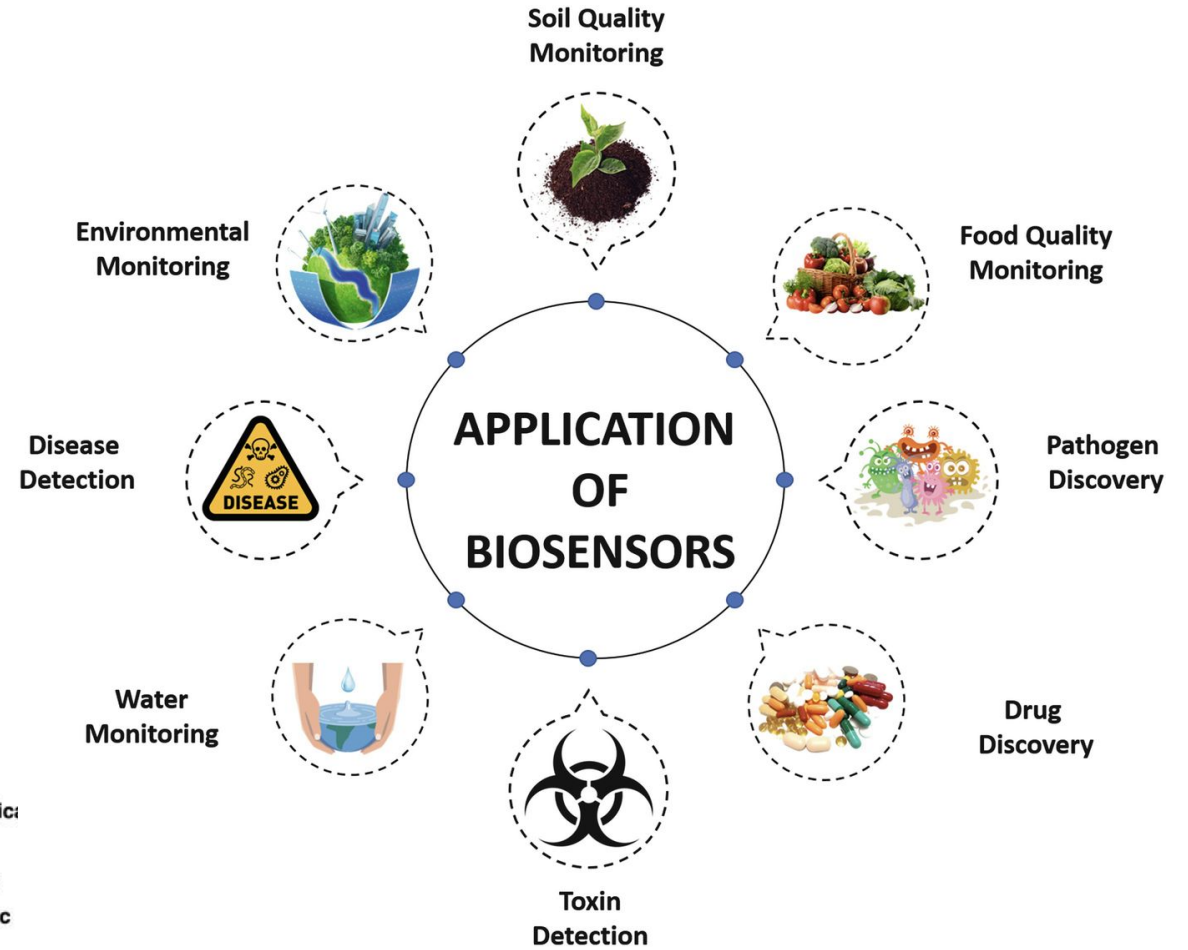 Soil Quality
Monitoring
Environmental
Monitoring
Food Quality
Monitoring
APPLICATION
OF
BIOSENSORS
Disease
Detection
DISEASE
Pathogen
Discovery
Water
Monitoring
Drug
Discovery
Toxin
Detection